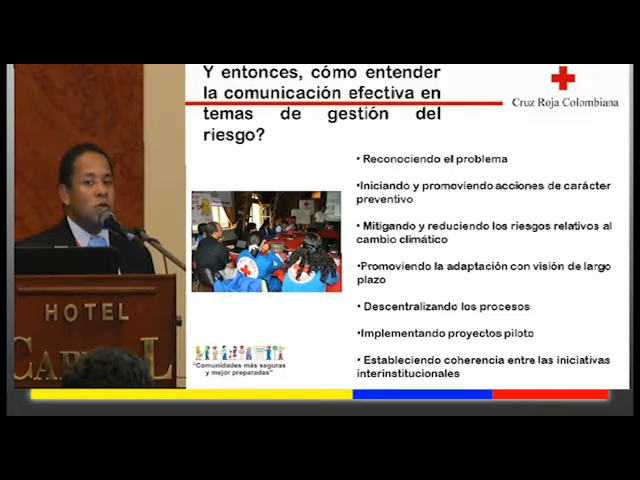 Y entonces, cómo entender
la comunicación efectiva en
temas de gestión del
riesgo?
Cruz Roja Colombiana
• Reconociendo el problema
•Iniciando y promoviendo acciones de carácter
preventivo
• Mitigando y reduciendo los riesgos relativos al
cambio climático
•Promoviendo la adaptación con visión de largo
plazo
• Descentralizando los procesos
•Implementando proyectos piloto
• Estableciendo coherencia entre las iniciativas
interinstitucionales
"Comunidades más seguras
y mejor preparadas"
HOTEL